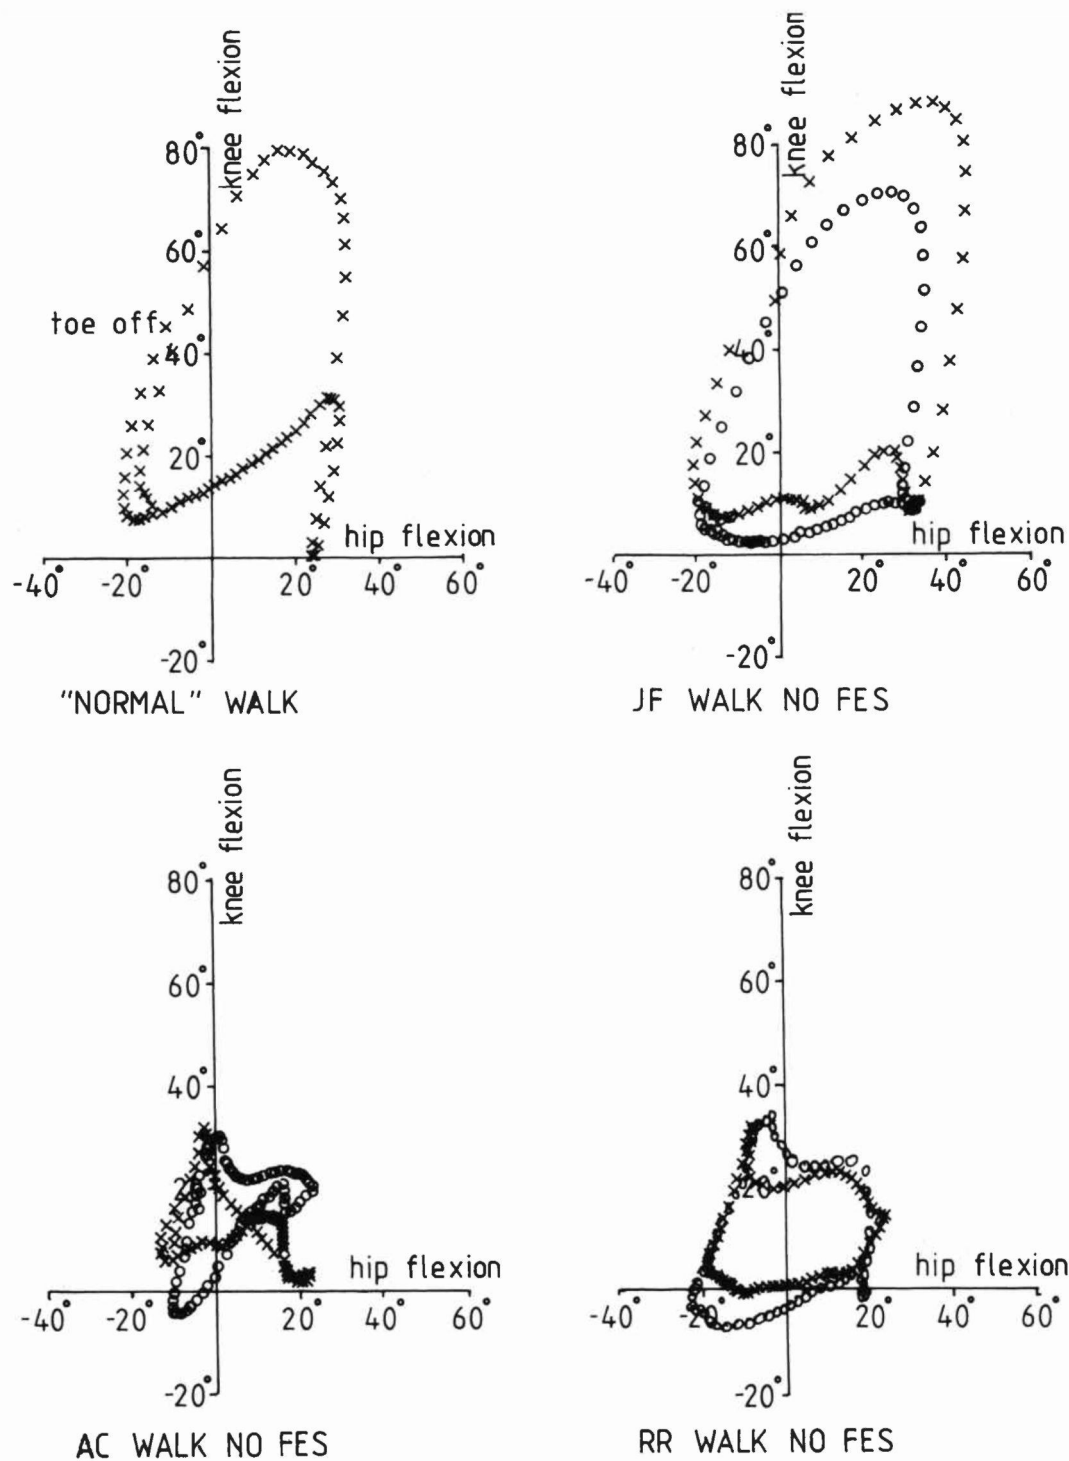 knee flexion
80°
60°
toe off
40°
20°
hip flexion
-40° -20° 20° 40° 60°
-20°
"NORMAL" WALK
knee flexion
80°
60°
40°
20°
hip flexion
-40° -20° 20° 40° 60°
-20°
JF WALK NO FES
knee flexion
80°
60°
40°
20°
hip flexion
-40° -20° 20° 40° 60°
-20°
AC WALK NO FES
knee flexion
80°
60°
40°
20°
hip flexion
-40° -20° 20° 40° 60°
-20°
RR WALK NO FES